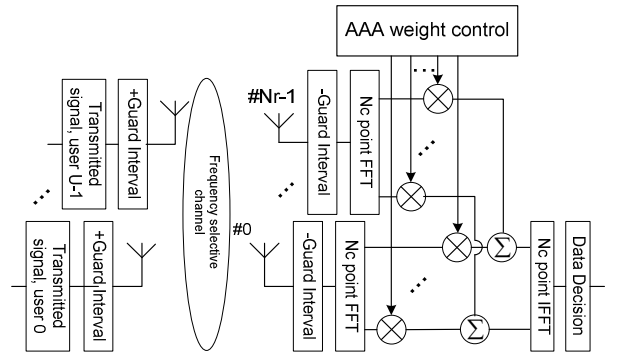 AAA weight control
Transmitted
signal, user U-1
+Guard Interval
Frequency selective
channel
#Nr-1
-Guard Interval
Nc point FFT
Transmitted
signal, user 0
+Guard Interval
#0
-Guard Interval
Nc point FFT
Σ
Σ
Nc point IFFT
Data Decision